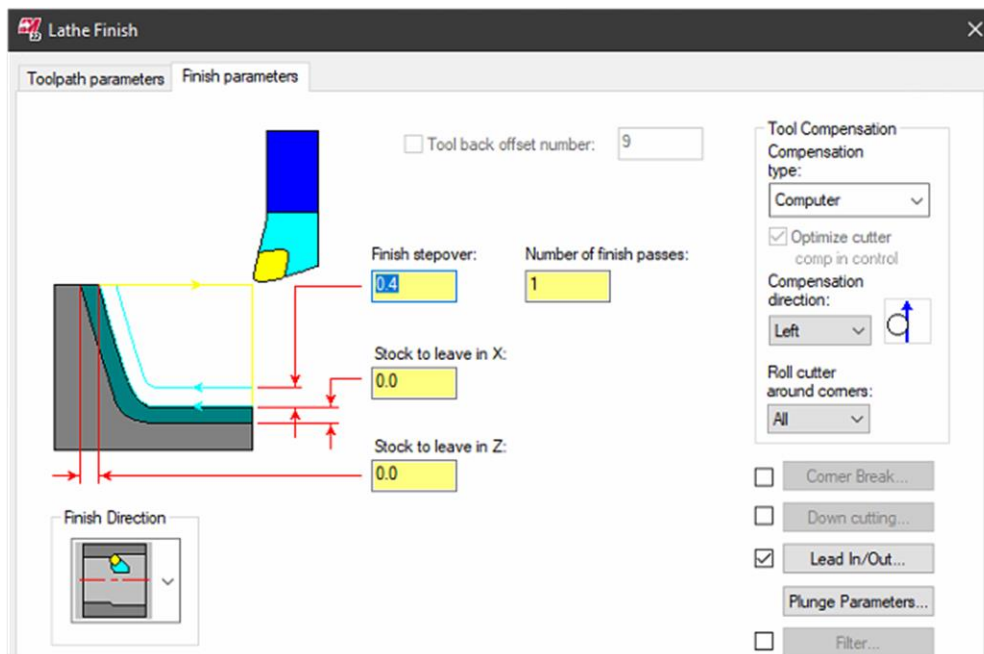 Lathe Finish
Toolpath parameters
Finish parameters
Tool back offset number:
9
Finish stepover:
0.4
Number of finish passes:
1
Stock to leave in X:
0.0
Stock to leave in Z:
0.0
Finish Direction
Tool Compensation
Compensation
type:
Computer
Optimize cutter
comp in control
Compensation
direction:
Left
Roll cutter
around corners:
All
Corner Break...
Down cutting...
Lead In/Out...
Plunge Parameters...
Filter...